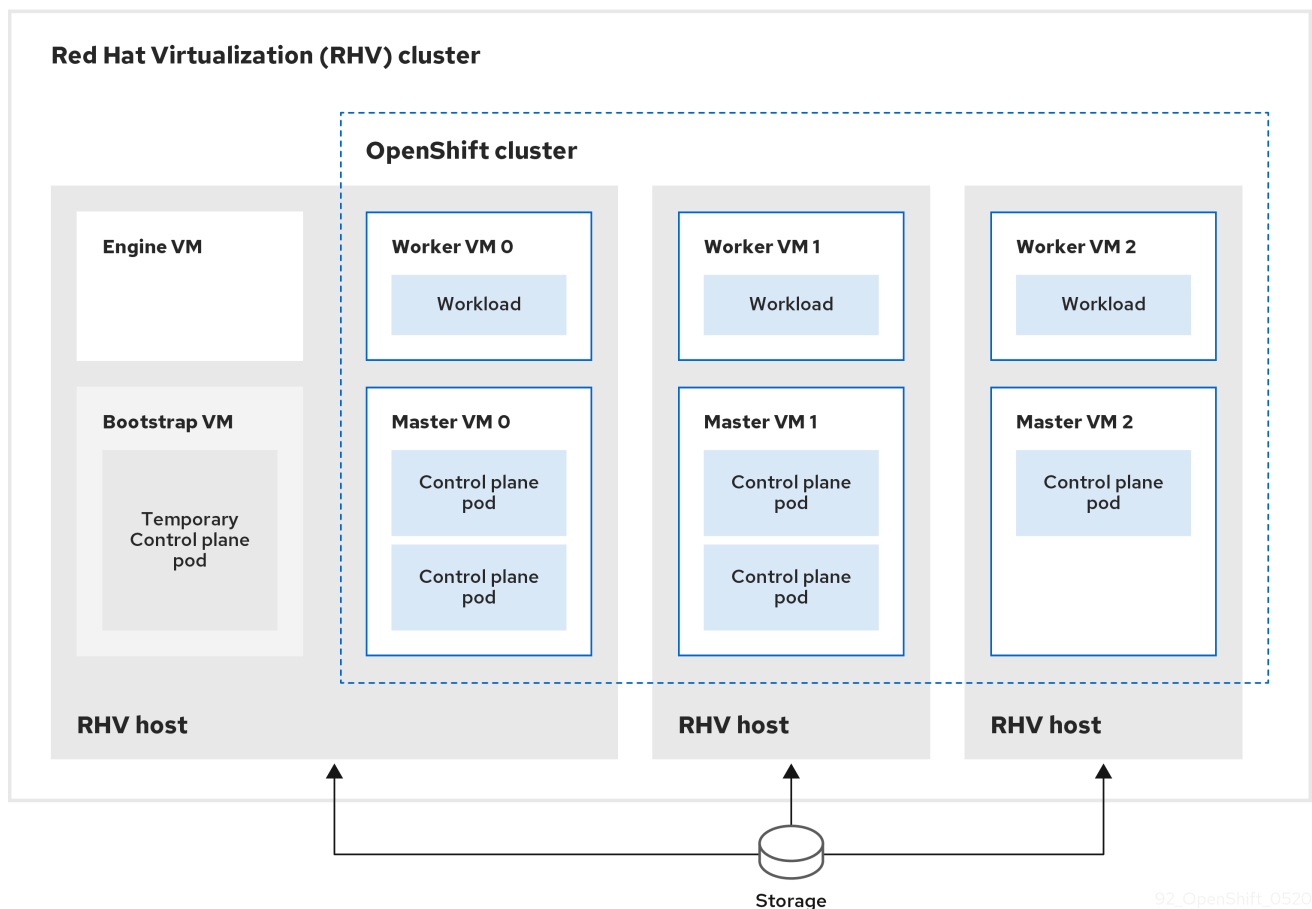 Red Hat Virtualization (RHV) cluster
OpenShift cluster
Engine VM
Worker VM 0
Workload
Worker VM 1
Workload
Worker VM 2
Workload
Bootstrap VM
Temporary
Control plane
pod
Master VM 0
Control plane
pod
Control plane
pod
Master VM 1
Control plane
pod
Control plane
pod
Master VM 2
Control plane
pod
RHV host
RHV host
RHV host
Storage
92_OpenShift_0520